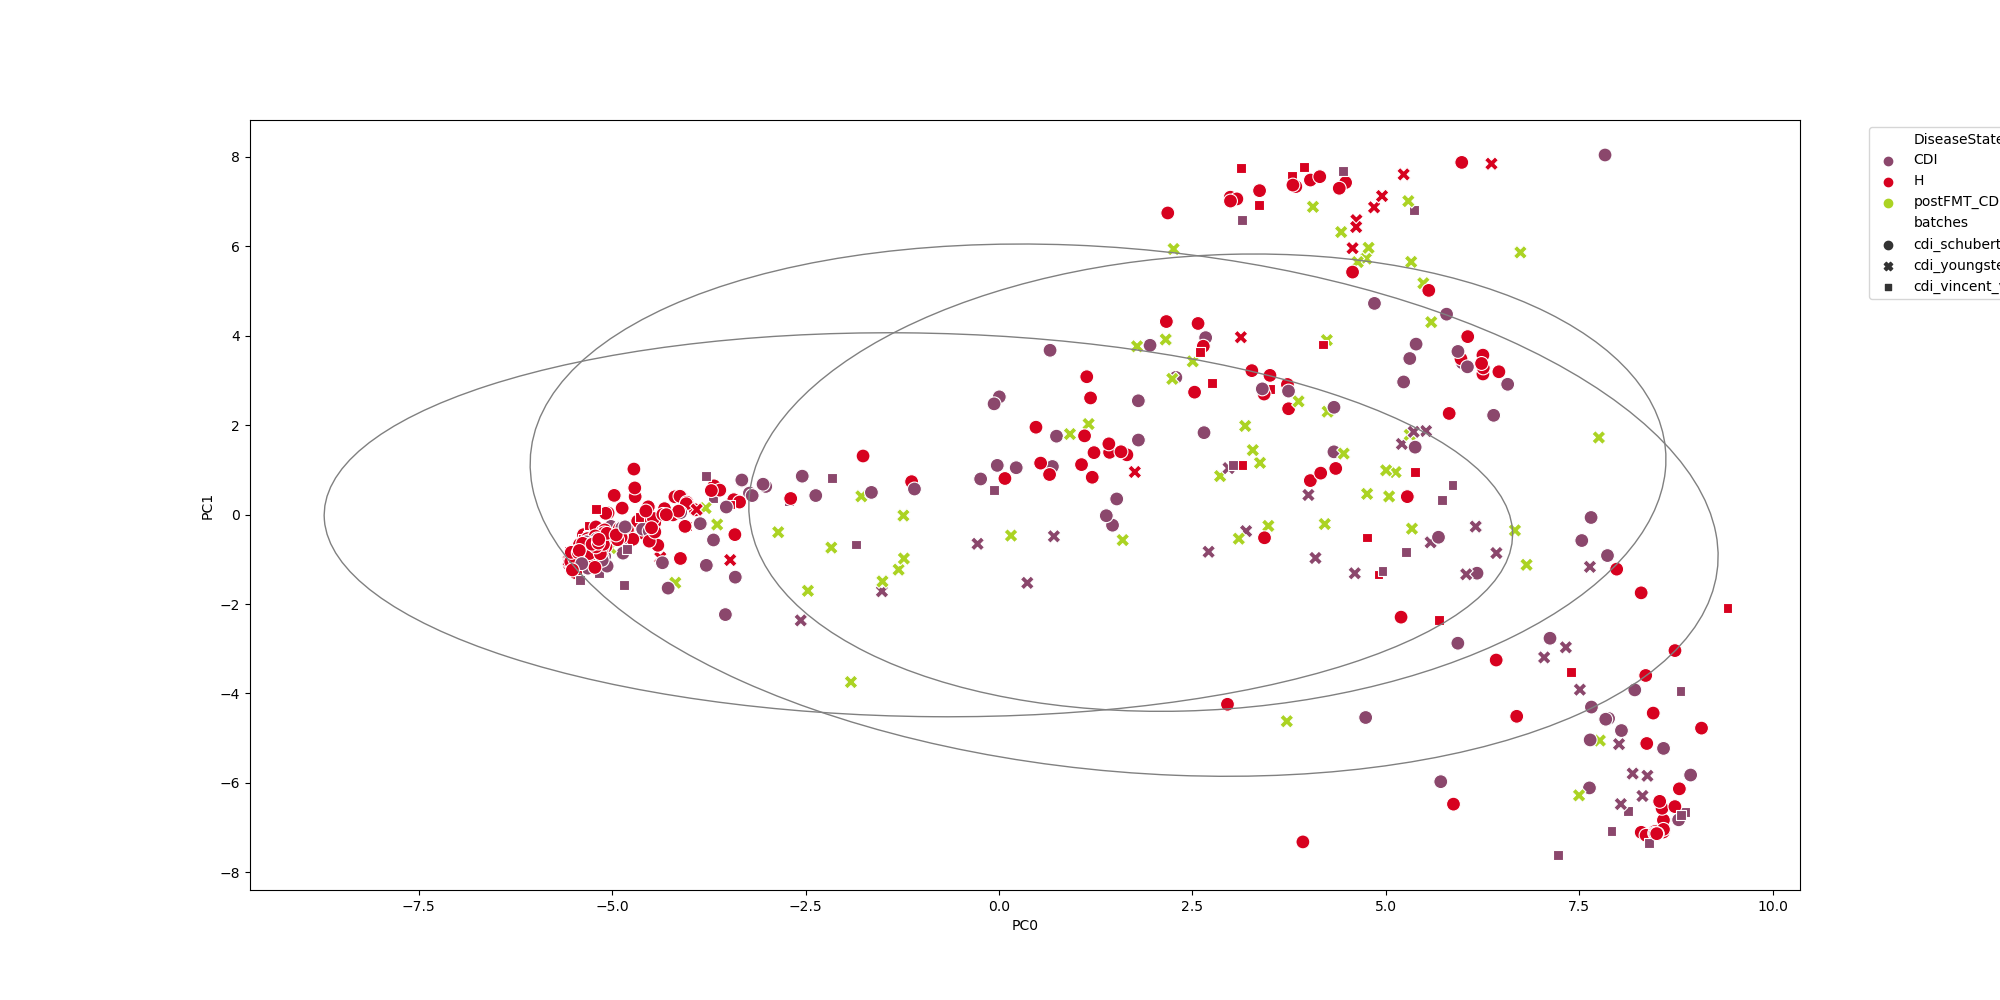 DiseaseState
CDI
H
postFMT_CD
batches
cdi_schubert
cdi_youngste
cdi_vincent_
8
6
4
2
0
−2
−4
−6
−8
PC1
−7.5 −5.0 −2.5 0.0 2.5 5.0 7.5 10.0
PC0